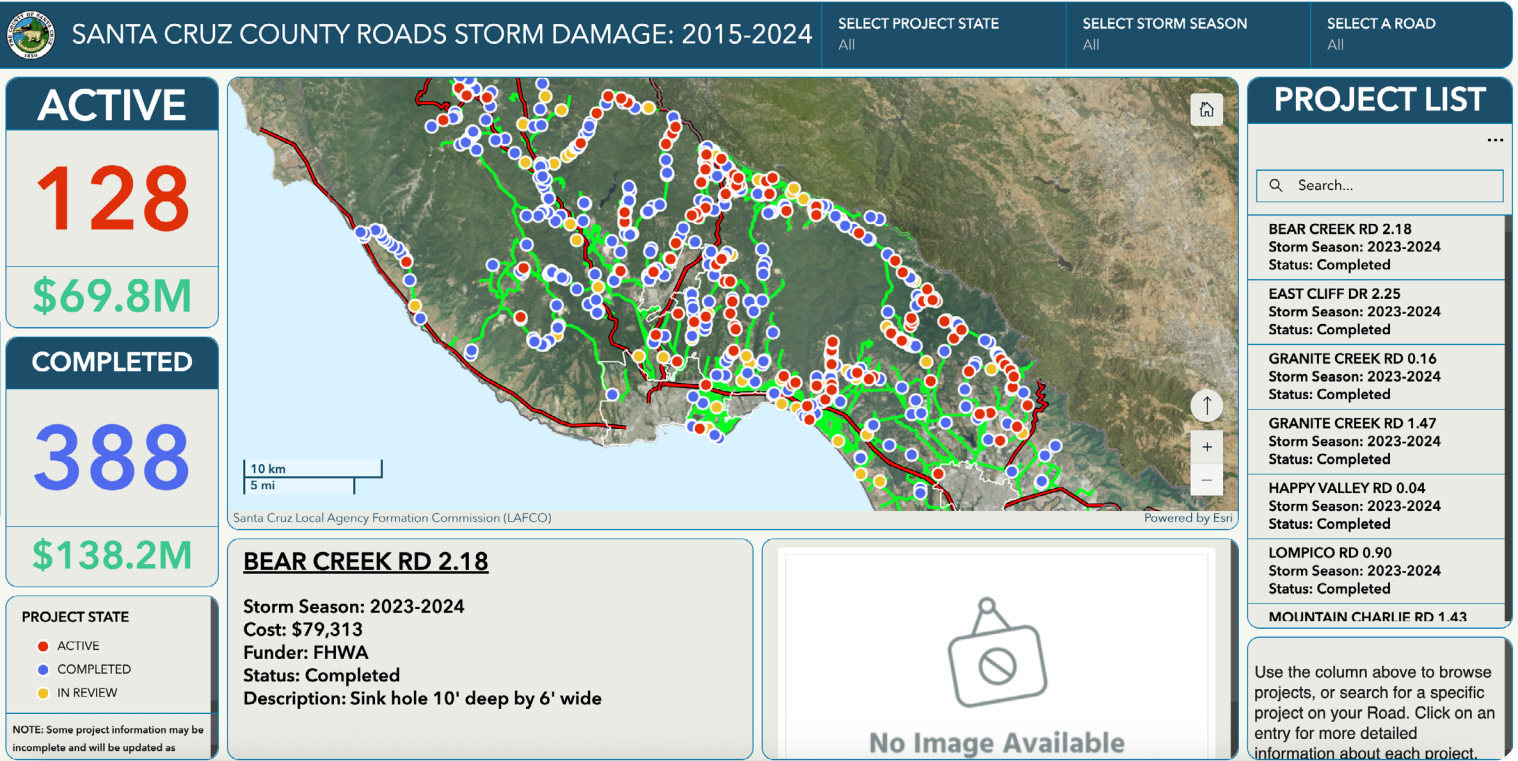 SANTA CRUZ COUNTY ROADS STORM DAMAGE: 2015-2024
SELECT PROJECT STATE
All
SELECT STORM SEASON
All
SELECT A ROAD
All
ACTIVE
128
$69.8M
COMPLETED
388
$138.2M
PROJECT STATE
ACTIVE
COMPLETED
IN REVIEW
NOTE: Some project information may be
incomplete and will be updated as
10 km
5 mi
Santa Cruz Local Agency Formation Commission (LAFCO)
Powered by Esri
BEAR CREEK RD 2.18
Storm Season: 2023-2024
Cost: $79,313
Funder: FHWA
Status: Completed
Description: Sink hole 10' deep by 6' wide
No Image Available
PROJECT LIST
...
Search...
BEAR CREEK RD 2.18
Storm Season: 2023-2024
Status: Completed
EAST CLIFF DR 2.25
Storm Season: 2023-2024
Status: Completed
GRANITE CREEK RD 0.16
Storm Season: 2023-2024
Status: Completed
GRANITE CREEK RD 1.47
Storm Season: 2023-2024
Status: Completed
HAPPY VALLEY RD 0.04
Storm Season: 2023-2024
Status: Completed
LOMPICO RD 0.90
Storm Season: 2023-2024
Status: Completed
MOUNTAIN CHARLIE RD 1.43
Use the column above to browse
projects, or search for a specific
project on your Road. Click on an
entry for more detailed
information about each project.